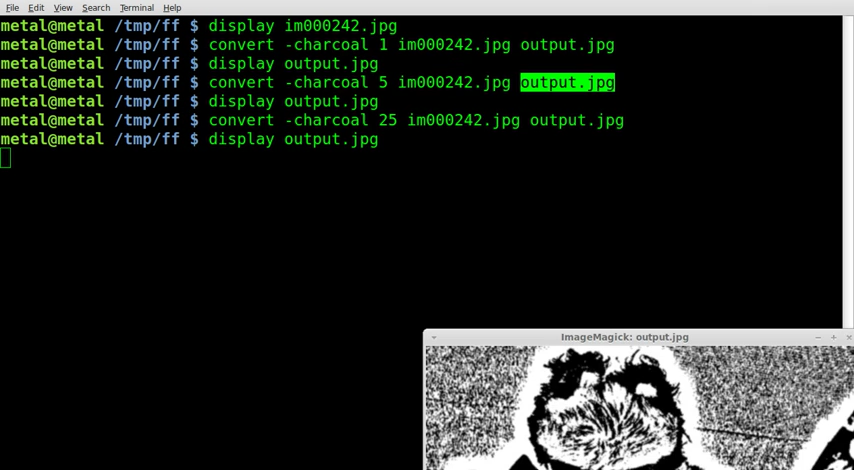 File Edit View Search Terminal Help
metal@metal /tmp/ff $ display im000242.jpg
metal@metal /tmp/ff $ convert -charcoal 1 im000242.jpg output.jpg
metal@metal /tmp/ff $ display output.jpg
metal@metal /tmp/ff $ convert -charcoal 5 im000242.jpg output.jpg
metal@metal /tmp/ff $ display output.jpg
metal@metal /tmp/ff $ convert -charcoal 25 im000242.jpg output.jpg
metal@metal /tmp/ff $ display output.jpg
ImageMagick: output.jpg